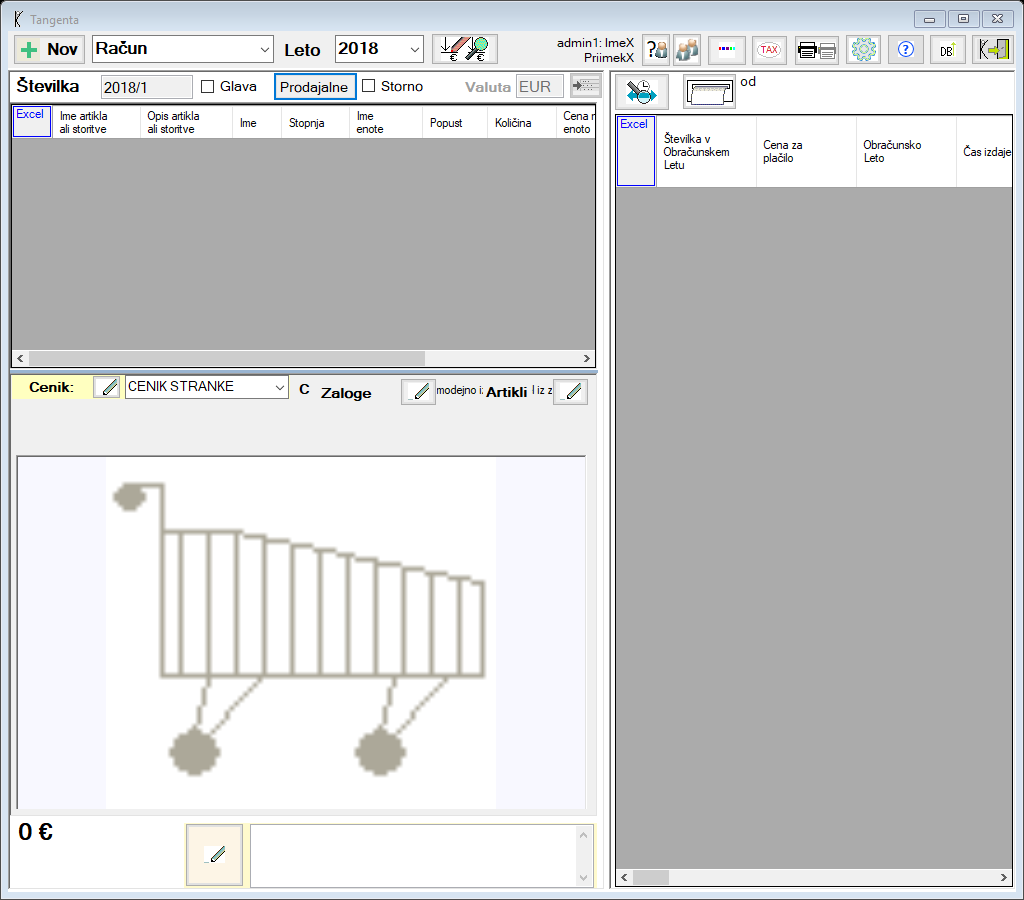 Tangenta
Nov
Račun
Leto
2018
€ €
admin1: ImeX
PriimekX
?
TAX
?
DB
Številka
2018/1
Glava
Prodajalne
Storno
Valuta
EUR
od
Excel
Ime artikla
ali storitve
Opis artikla
ali storitve
Ime
Stopnja
Ime
enote
Popust
Količina
Cena
enoto
Excel
Številka v
Obračunskem
Letu
Cena za
plačilo
Obračunsko
Leto
Čas izdaje
Cenik:
CENIK STRANKE
C
Zaloge
modejno i:
Artikli
l iz z
0 €